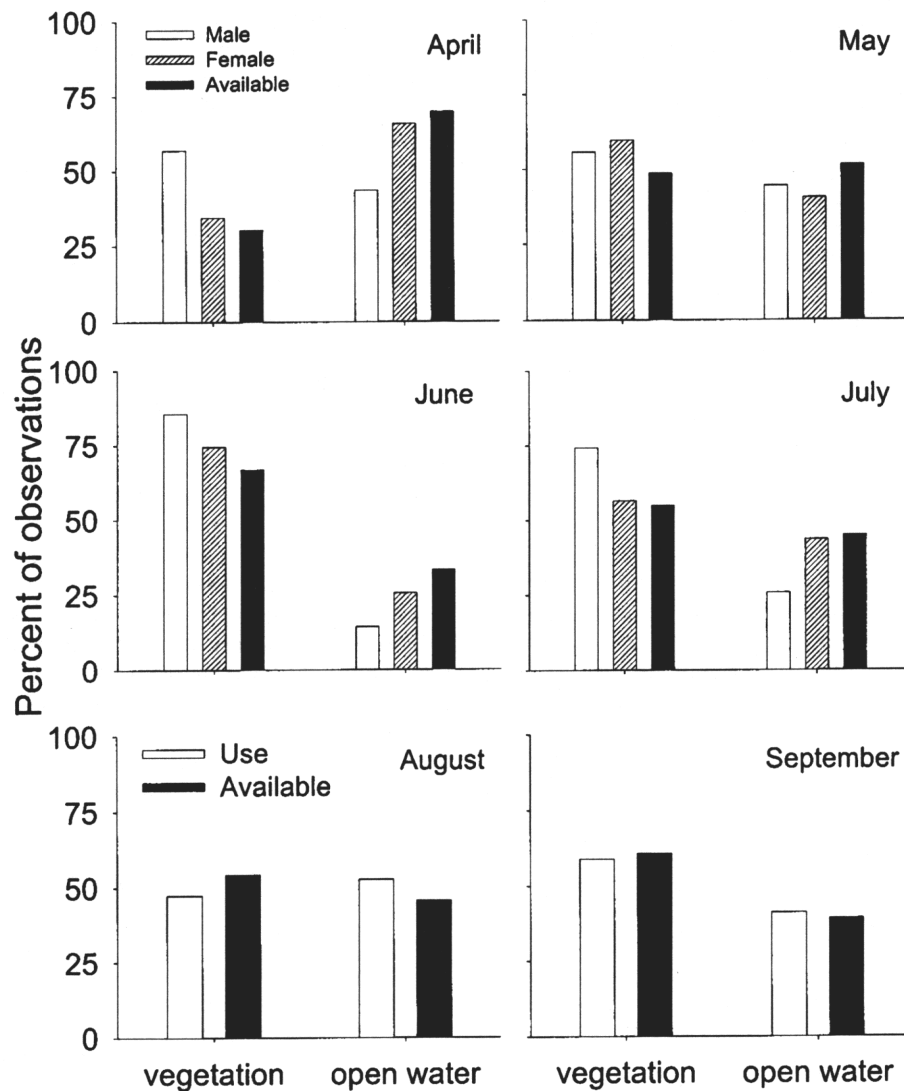 Percent of observations
100
75
50
25
0
Male
Female
Available
April
May
100
75
50
25
0
June
July
100
75
50
25
0
Use
Available
August
September
vegetation open water vegetation open water